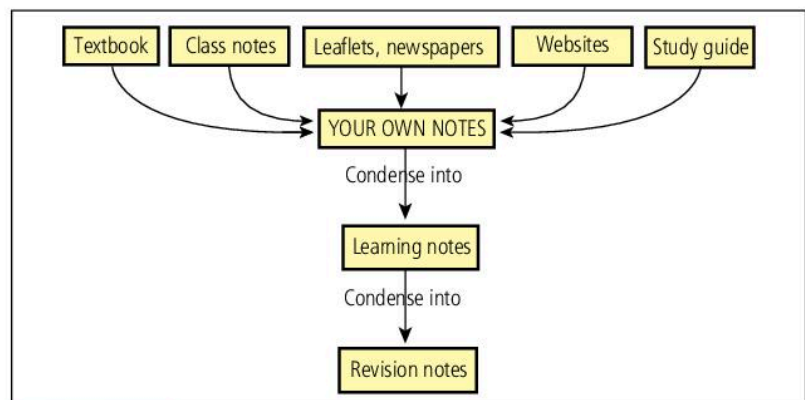 Textbook
Class notes
Leaflets, newspapers
Websites
Study guide
YOUR OWN NOTES
Condense into
Learning notes
Condense into
Revision notes